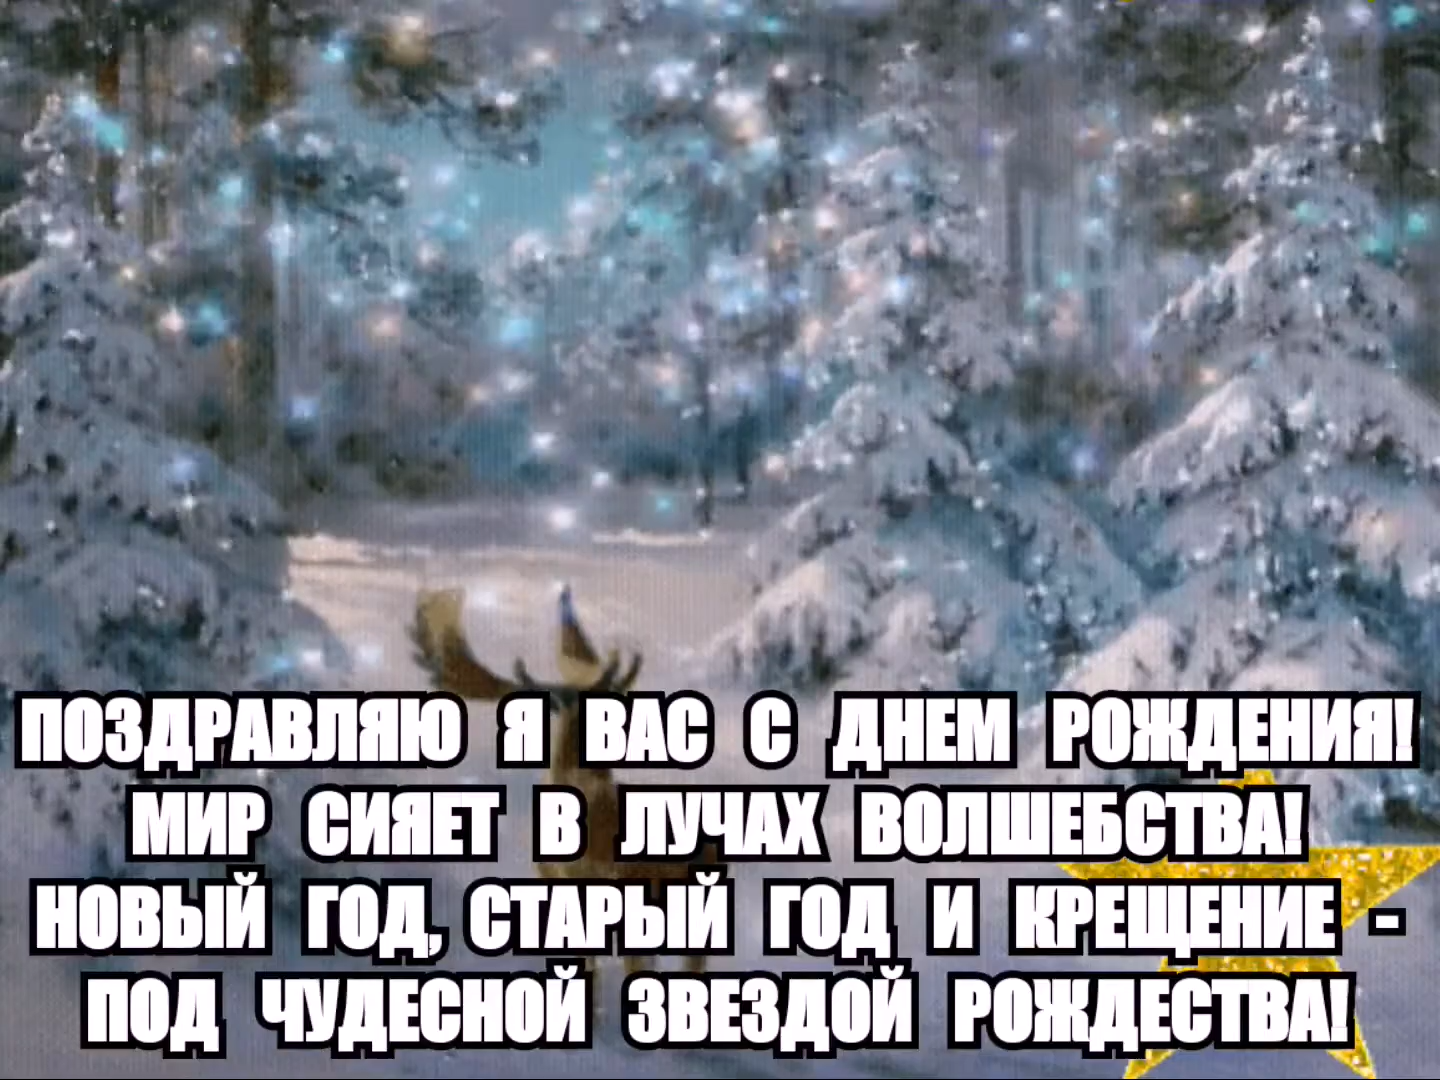 ПОЗДРАВЛЯЮ Я ВАС С ДНЕМ РОЖДЕНИЯ!
МИР СИЯЕТ В ЛУЧАХ ВОЛШЕБСТВА!
НОВЫЙ ГОД, СТАРЫЙ ГОД И КРЕЩЕНИЕ -
ПОД ЧУДЕСНОЙ ЗВЕЗДОЙ РОЖДЕСТВА!